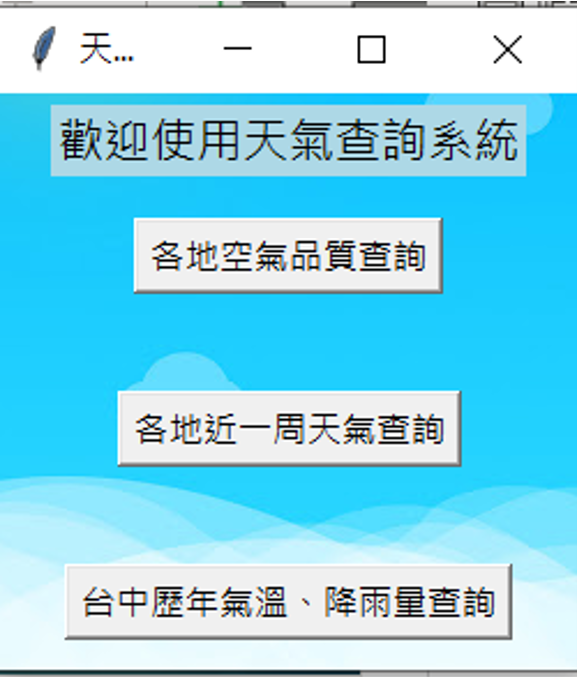 天...
歡迎使用天氣查詢系統
各地空氣品質查詢
各地近一周天氣查詢
台中歷年氣溫、降雨量查詢